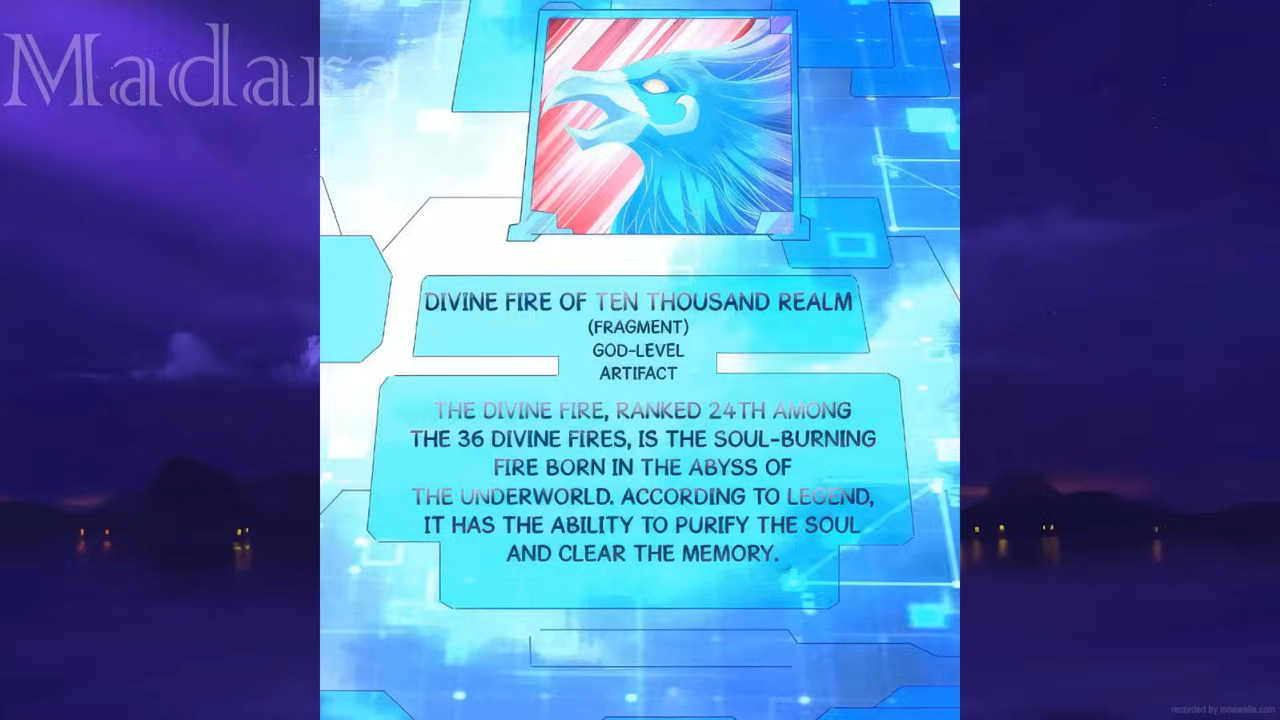 Madara
DIVINE FIRE OF TEN THOUSAND REALM
(FRAGMENT)
GOD-LEVEL
ARTIFACT
THE DIVINE FIRE, RANKED 24TH AMONG
THE 36 DIVINE FIRES, IS THE SOUL-BURNING
FIRE BORN IN THE ABYSS OF
THE UNDERWORLD. ACCORDING TO LEGEND,
IT HAS THE ABILITY TO PURIFY THE SOUL
AND CLEAR THE MEMORY.
recorded by moewalls.com